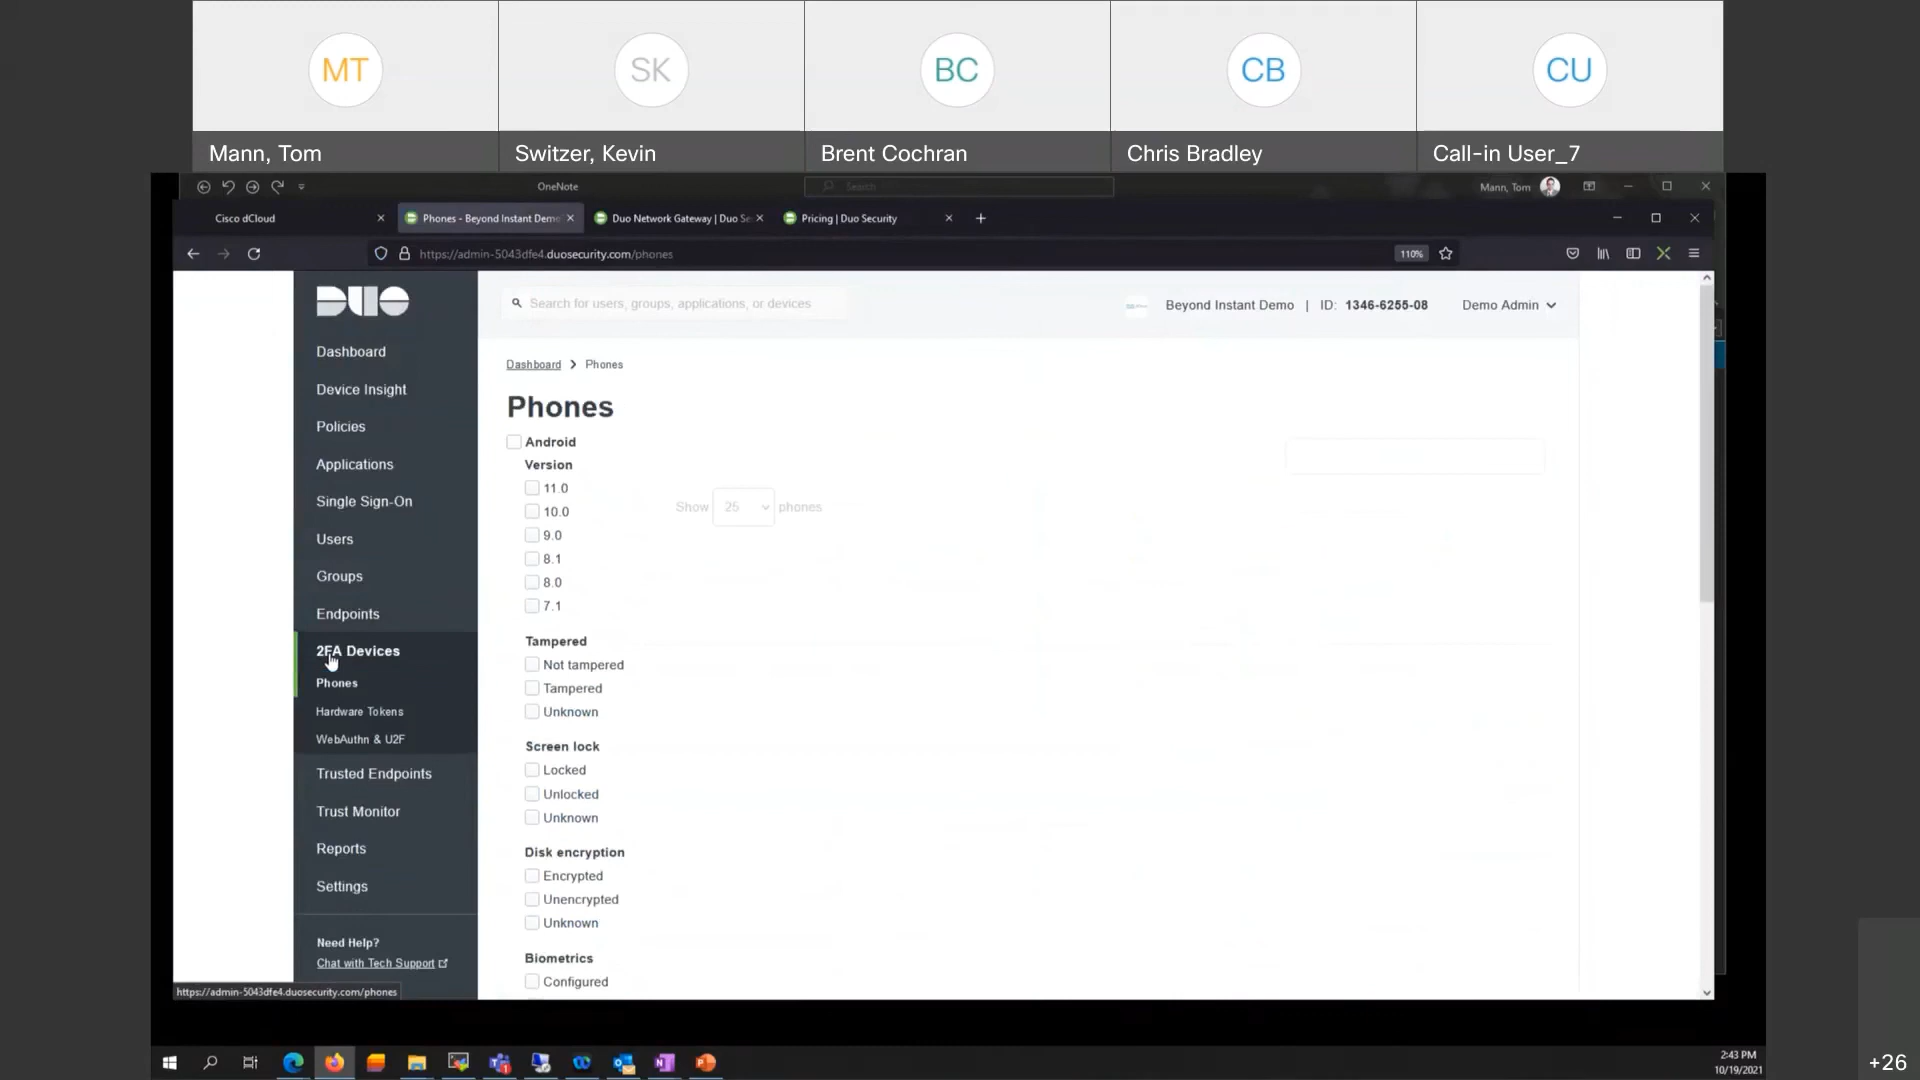 MT
SK
BC
CB
CU
Mann, Tom
Switzer, Kevin
Brent Cochran
Chris Bradley
Call-in User_7
OneNote
Search
Mann, Tom
Cisco dCloud
Phones - Beyond Instant Demo
Duo Network Gateway | Duo Se
Pricing | Duo Security
https://admin-5043dfe4.duosecurity.com/phones
110%
DUO
Search for users, groups, applications, or devices
Beyond Instant Demo | ID: 1346-6255-08
Demo Admin
Dashboard
Device Insight
Policies
Applications
Single Sign-On
Users
Groups
Endpoints
2FA Devices
Phones
Hardware Tokens
WebAuthn & U2F
Trusted Endpoints
Trust Monitor
Reports
Settings
Need Help?
Chat with Tech Support
Dashboard > Phones
Phones
Android
Version
11.0
10.0
9.0
8.1
8.0
7.1
Show 25 phones
Tampered
Not tampered
Tampered
Unknown
Screen lock
Locked
Unlocked
Unknown
Disk encryption
Encrypted
Unencrypted
Unknown
Biometrics
Configured
https://admin-5043dfe4.duosecurity.com/phones
2:43 PM
10/19/2021
+26